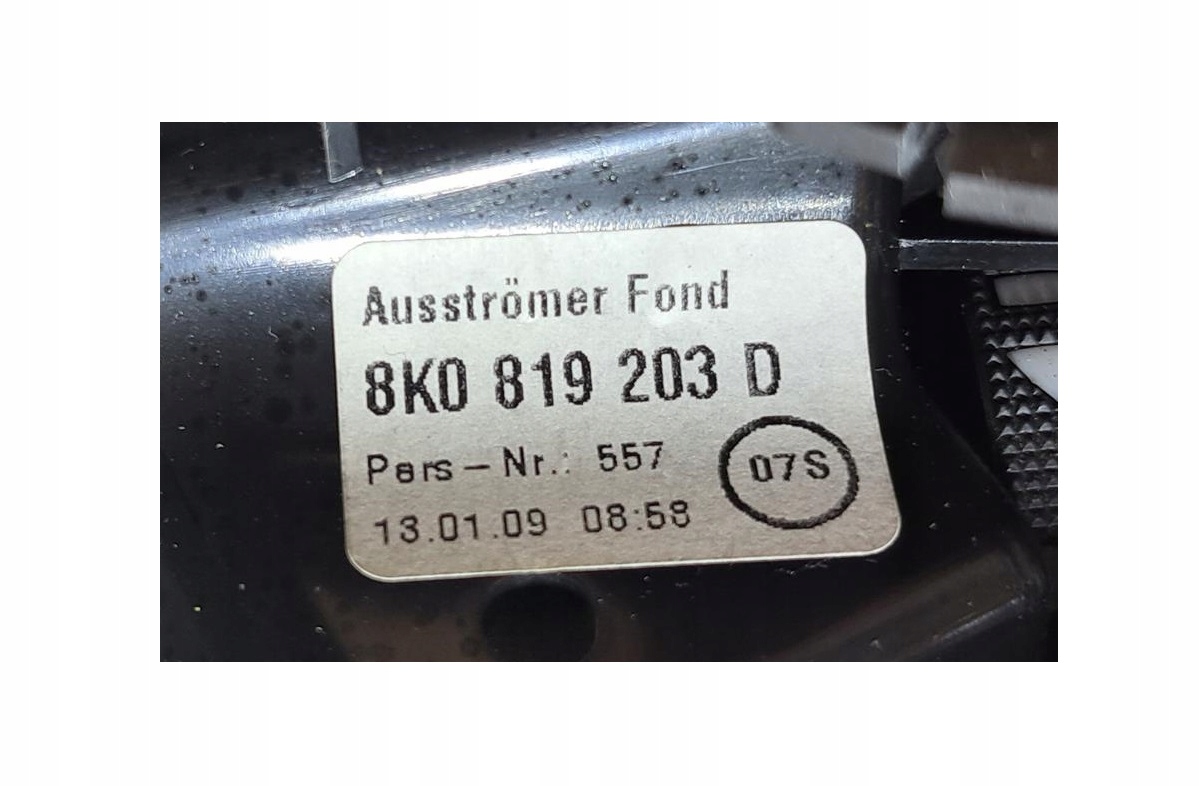 Ausströmer Fond
8K0 819 203 D
Pers-Nr.: 557
07S
13.01.09 08:58